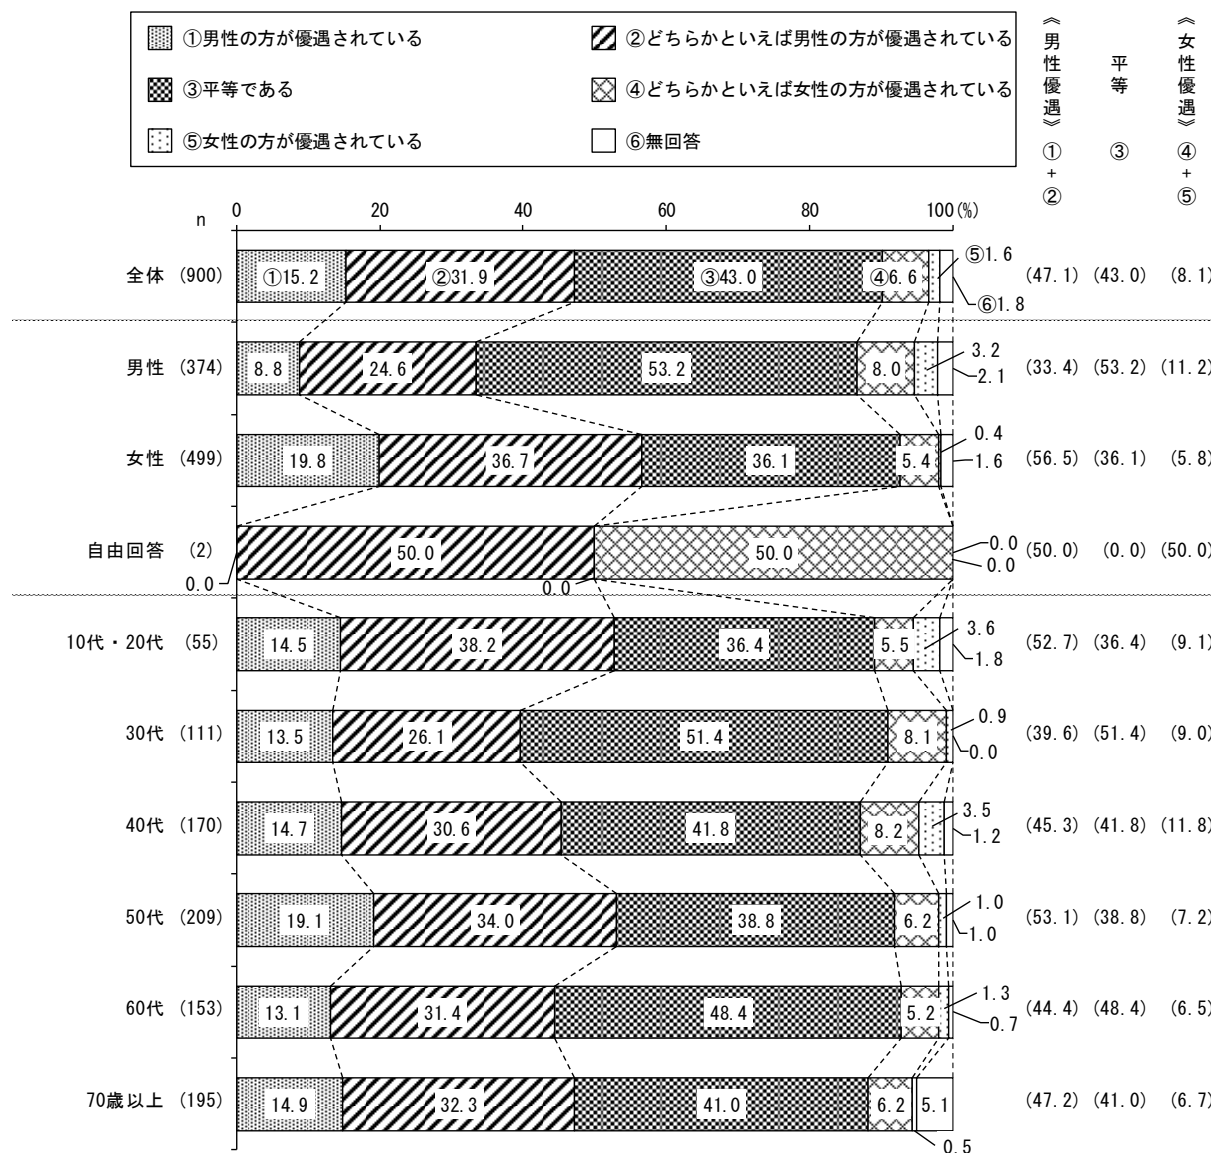 ①男性の方が優遇されている ②どちらかといえば男性の方が優遇されている
③平等である ④どちらかといえば女性の方が優遇されている
⑤女性の方が優遇されている ⑥無回答
《男性優遇》①+②
平等 ③
《女性優遇》④+⑤
n 0 20 40 60 80 100(%)
全体 (900) ①15.2 ②31.9 ③43.0 ④6.6 ⑤1.6 ⑥1.8 (47.1) (43.0) (8.1)
男性 (374) 8.8 24.6 53.2 8.0 3.2 2.1 (33.4) (53.2) (11.2)
女性 (499) 19.8 36.7 36.1 5.4 0.4 1.6 (56.5) (36.1) (5.8)
自由回答 (2) 0.0 50.0 0.0 50.0 0.0 0.0 (50.0) (0.0) (50.0)
10代・20代 (55) 14.5 38.2 36.4 5.5 3.6 1.8 (52.7) (36.4) (9.1)
30代 (111) 13.5 26.1 51.4 8.1 0.9 0.0 (39.6) (51.4) (9.0)
40代 (170) 14.7 30.6 41.8 8.2 3.5 1.2 (45.3) (41.8) (11.8)
50代 (209) 19.1 34.0 38.8 6.2 1.0 1.0 (53.1) (38.8) (7.2)
60代 (153) 13.1 31.4 48.4 5.2 1.3 0.7 (44.4) (48.4) (6.5)
70歳以上 (195) 14.9 32.3 41.0 6.2 0.5 5.1 (47.2) (41.0) (6.7)